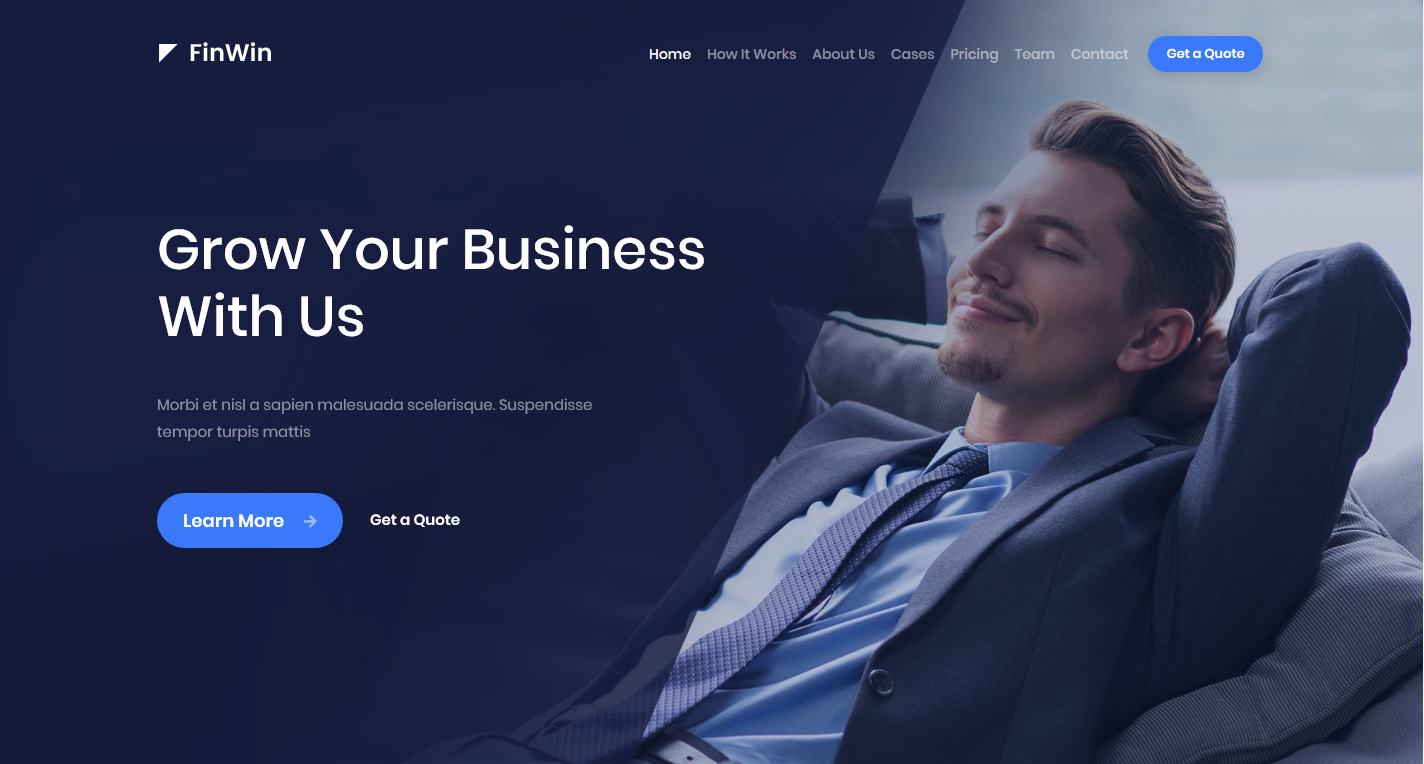 FinWin
Home How It Works About Us Cases Pricing Team Contact Get a Quote
Grow Your Business
With Us
Morbi et nisl a sapien malesuada scelerisque. Suspendisse
tempor turpis mattis
Learn More Get a Quote